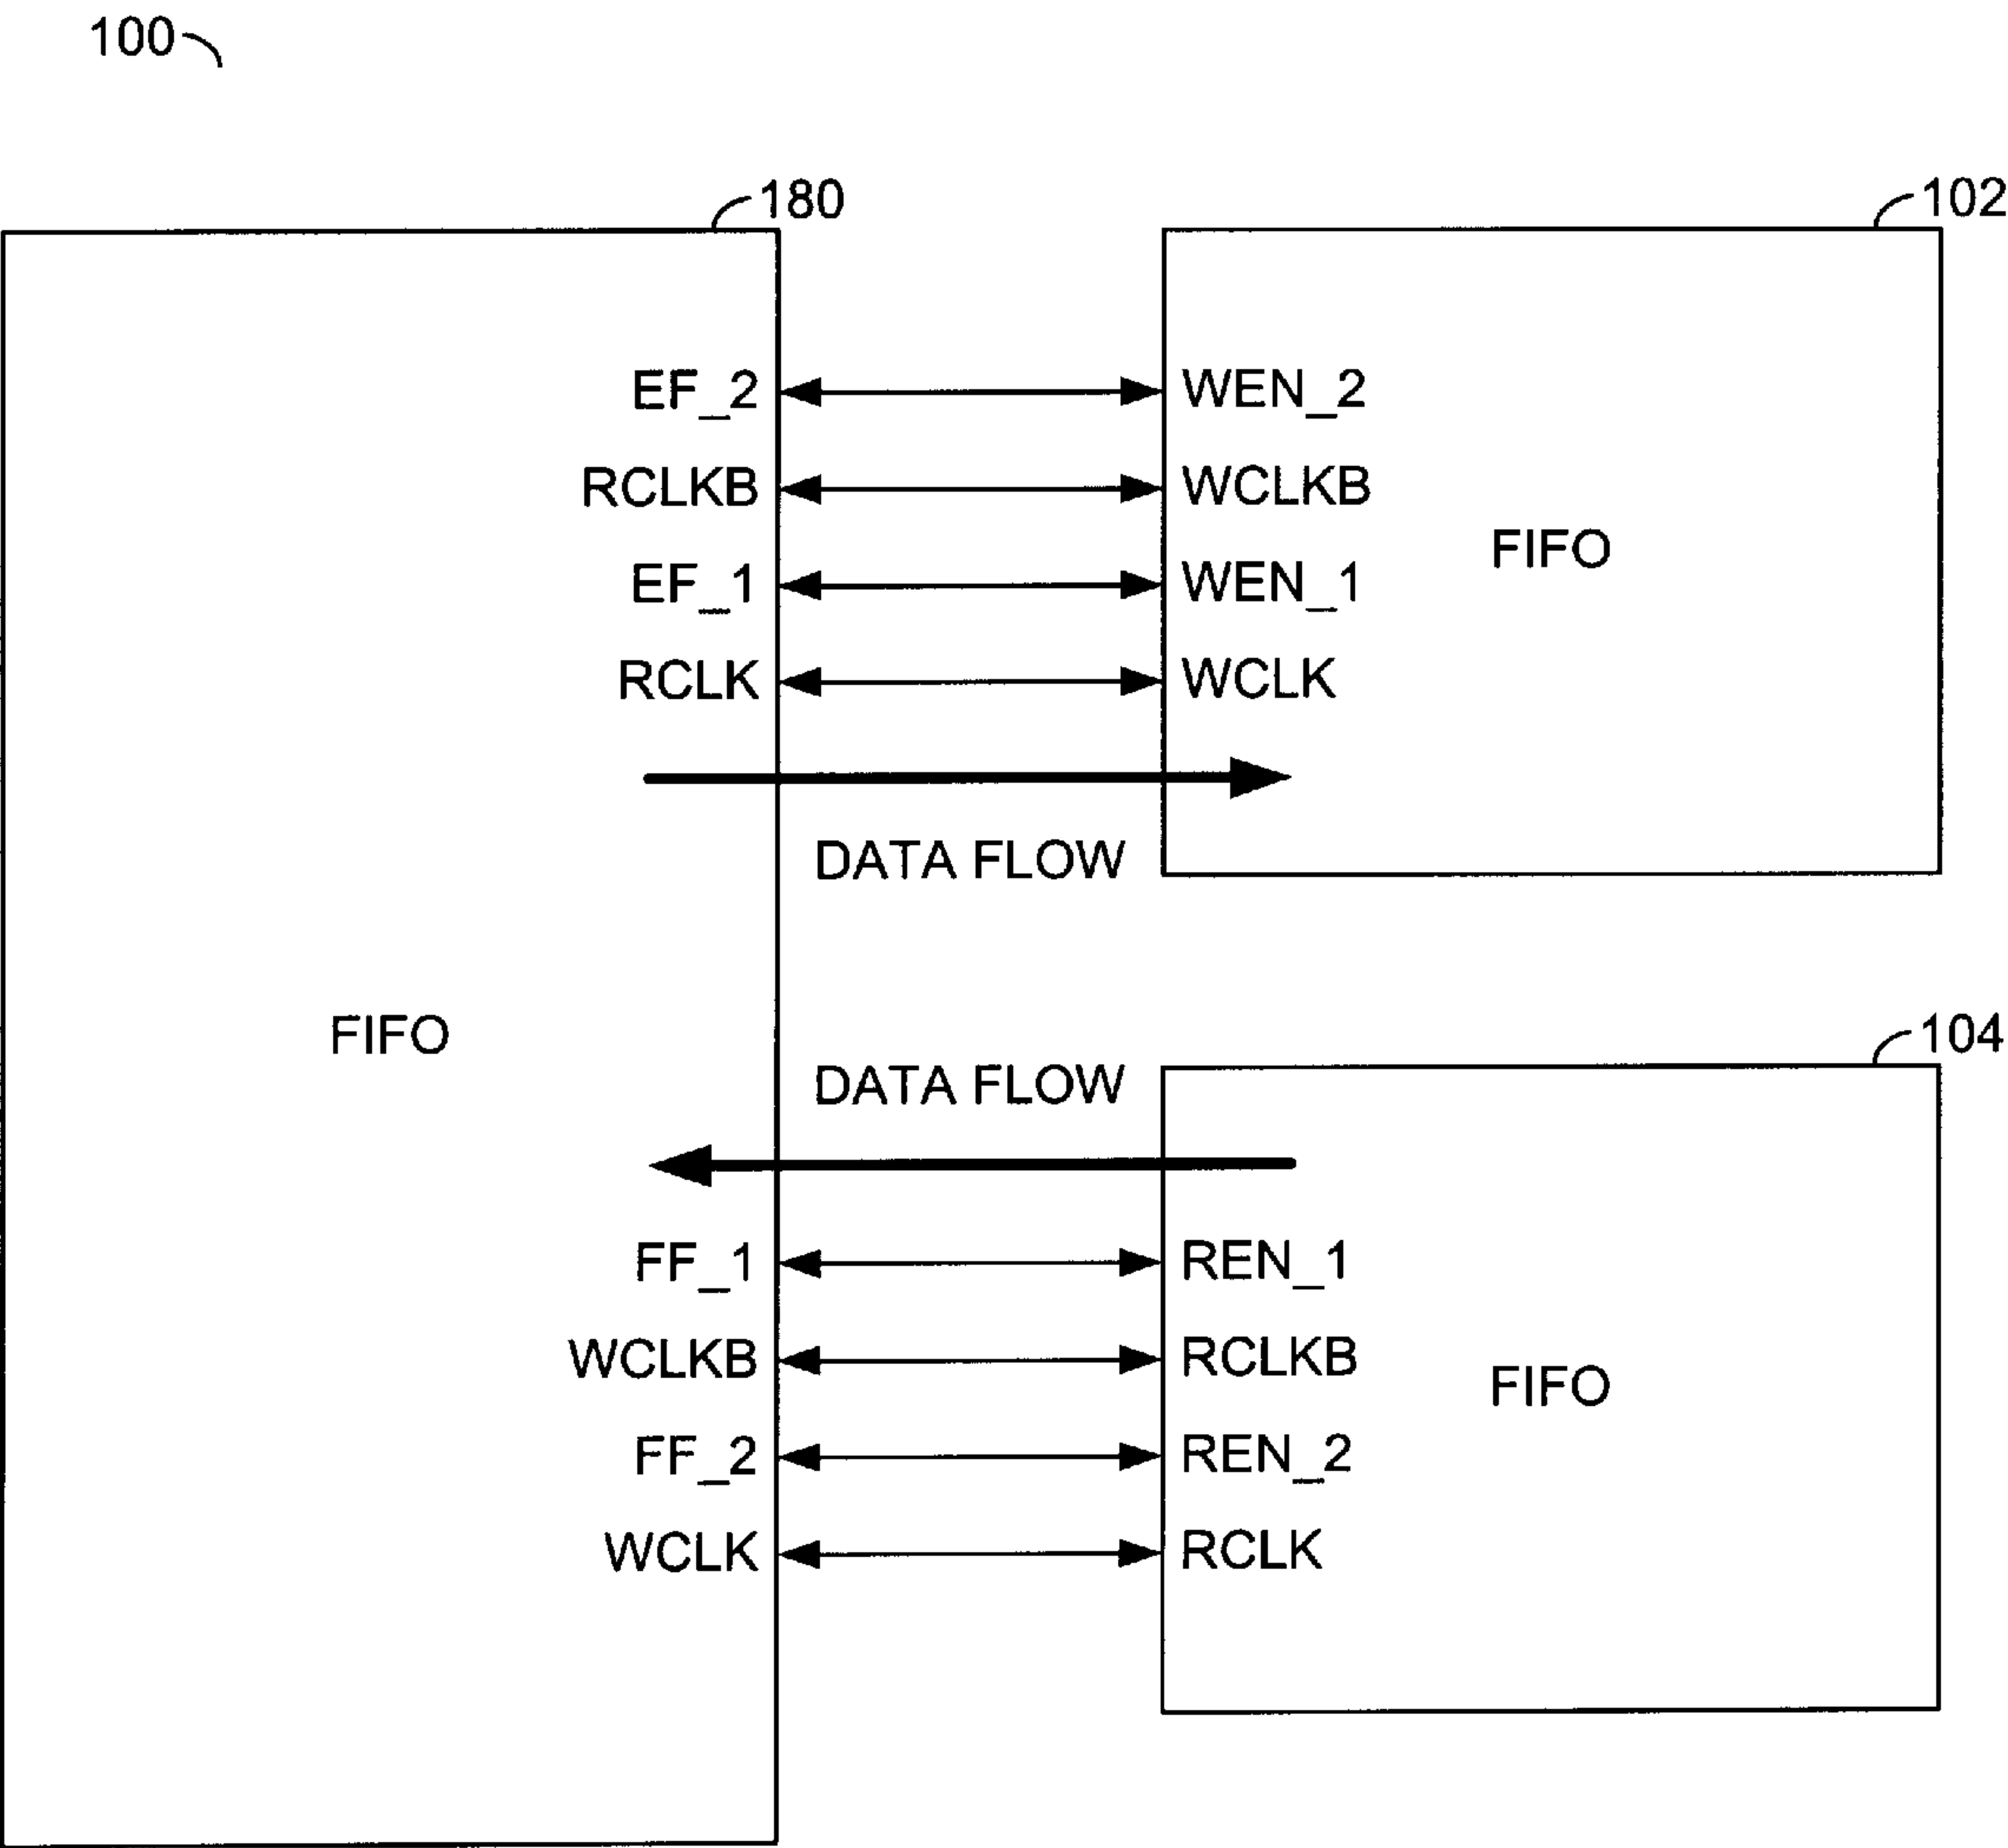 100
180
102
EF_2
WEN_2
RCLKB
WCLKB
FIFO
EF_1
WEN_1
RCLK
WCLK
DATA FLOW
FIFO
104
DATA FLOW
FF_1
REN_1
WCLKB
RCLKB
FIFO
FF_2
REN_2
WCLK
RCLK